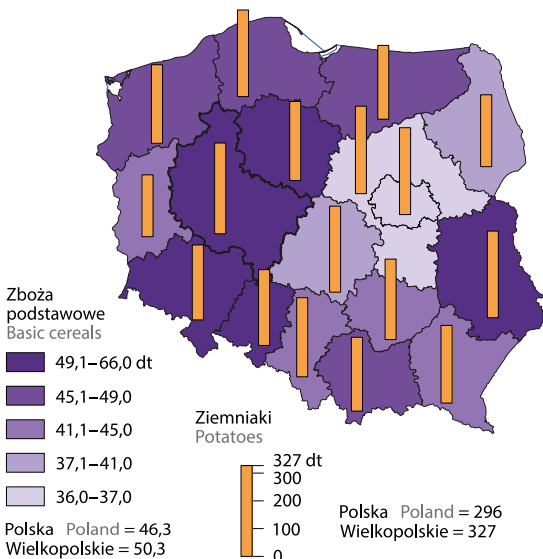 Zboża
podstawowe
Basic cereals
49,1–66,0 dt
45,1–49,0
41,1–45,0
37,1–41,0
36,0–37,0
Polska Poland = 46,3
Wielkopolskie = 50,3
Ziemniaki
Potatoes
327 dt
300
200
100
0
Polska Poland = 296
Wielkopolskie = 327